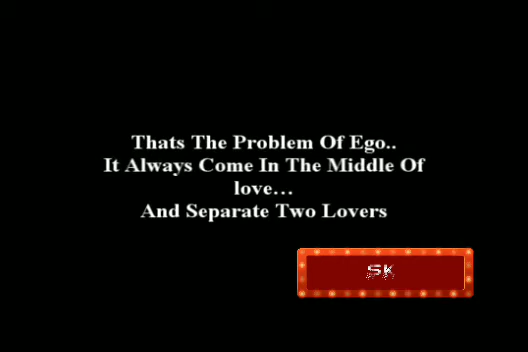 Thats The Problem Of Ego..
It Always Come In The Middle Of
love...
And Separate Two Lovers
SK